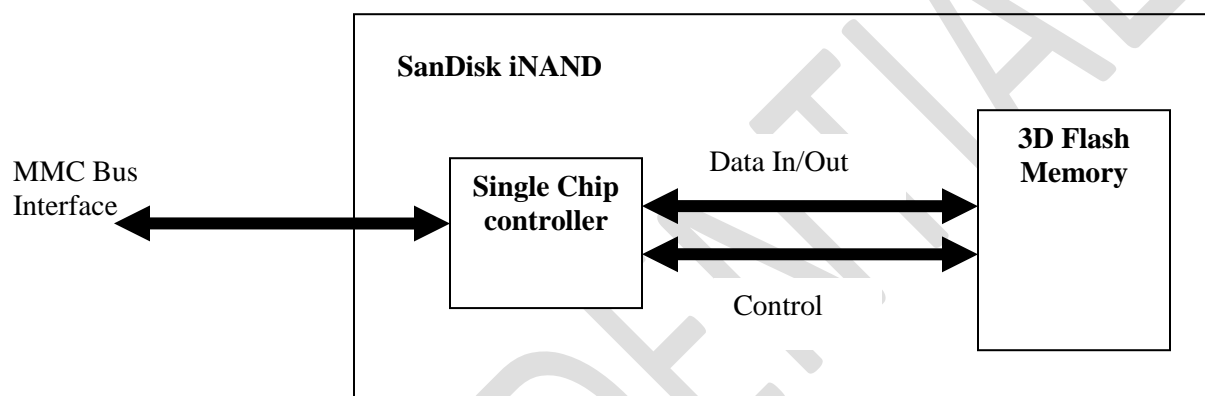 SanDisk iNAND
MMC Bus
Interface
Single Chip
controller
Data In/Out
Control
3D Flash
Memory